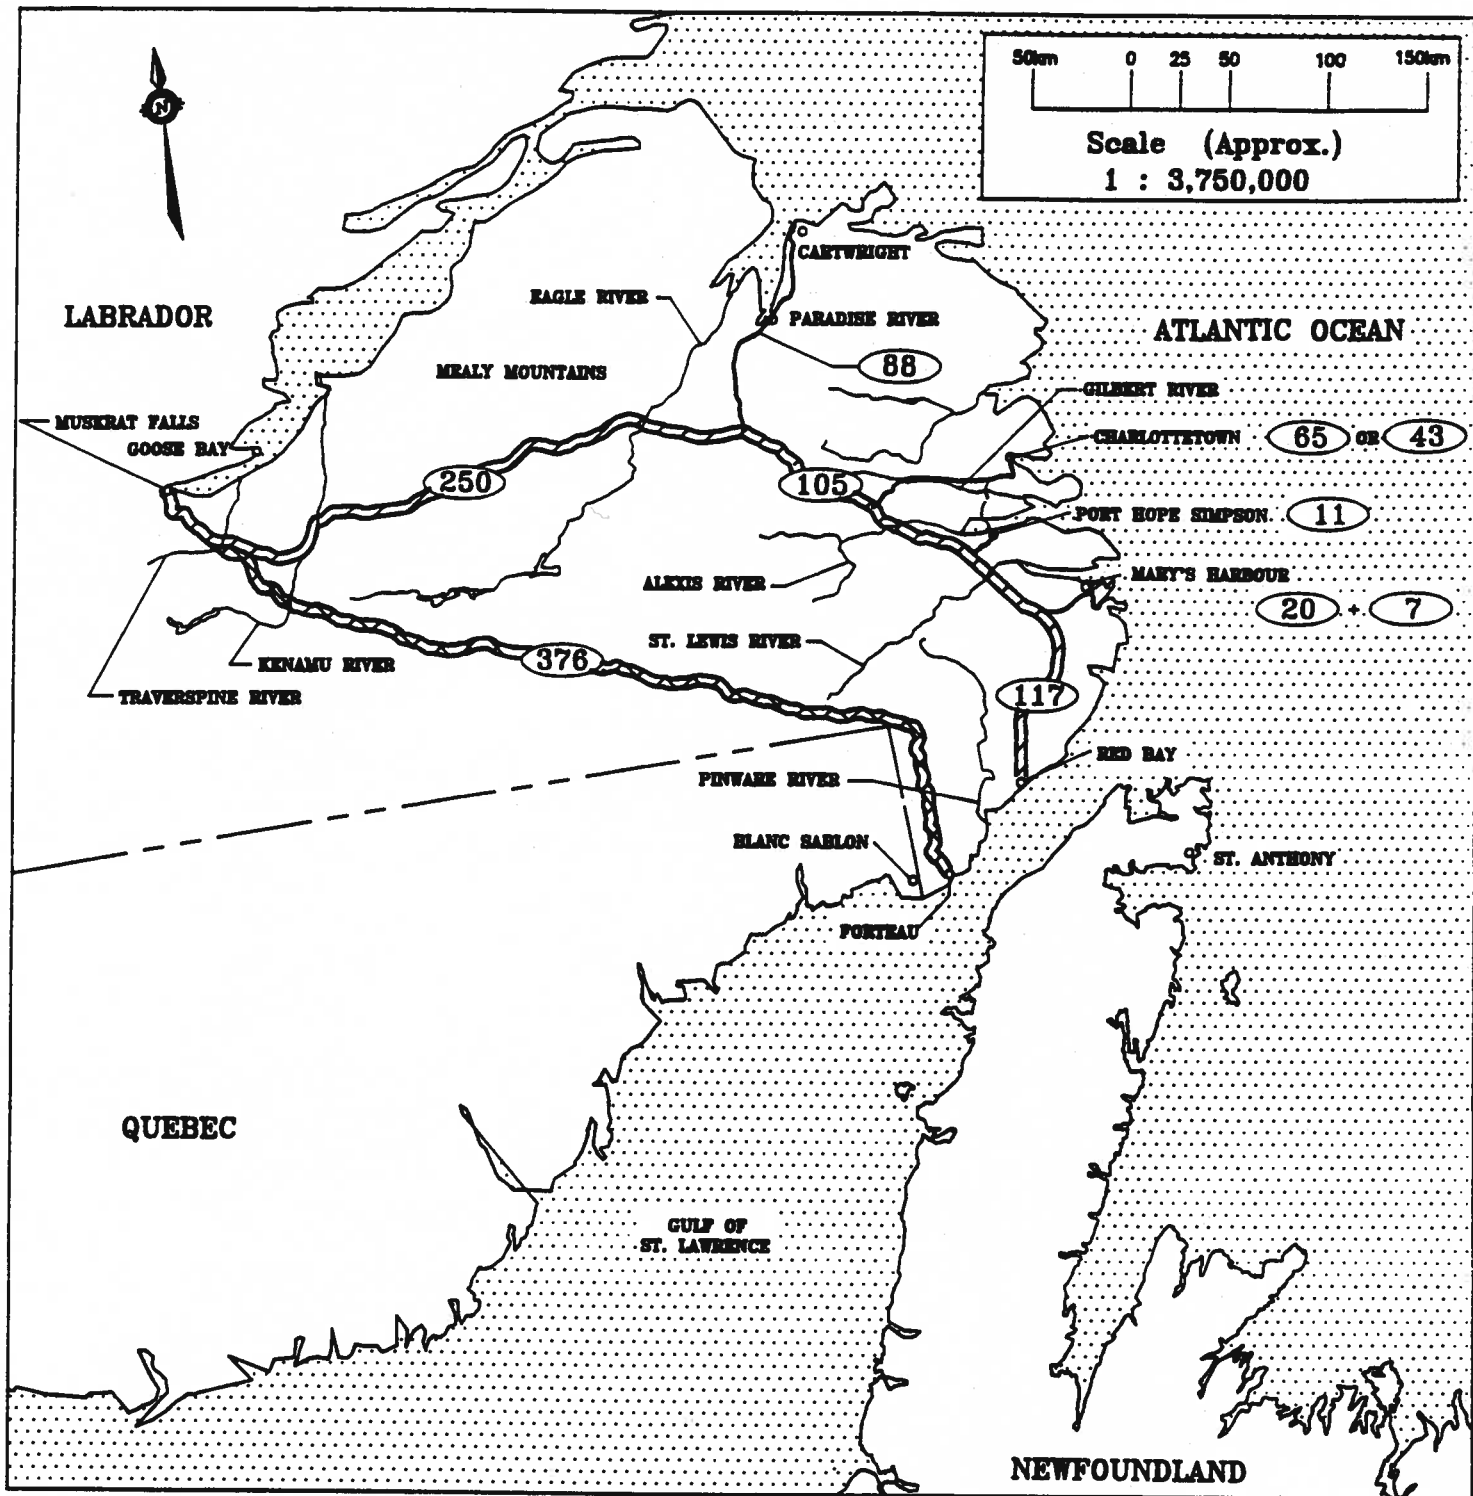 50km 0 25 50 100 150km
Scale (Approx.)
1 : 3,750,000
N
CARTWRIGHT
EAGLE RIVER
PARADISE RIVER
LABRADOR
ATLANTIC OCEAN
88
MEALY MOUNTAINS
GILBERT RIVER
MUSKRAT FALLS
CHARLOTTETOWN 65 OR 43
GOOSE BAY
250
105
PORT HOPE SIMPSON 11
MARY'S HARBOUR
ALEXIS RIVER
20 + 7
ST. LEWIS RIVER
376
KENAMU RIVER
TRAVERSPINE RIVER
117
RED BAY
PINWARE RIVER
BLANC SABLON
ST. ANTHONY
FORTEAU
QUEBEC
GULF OF
ST. LAWRENCE
NEWFOUNDLAND